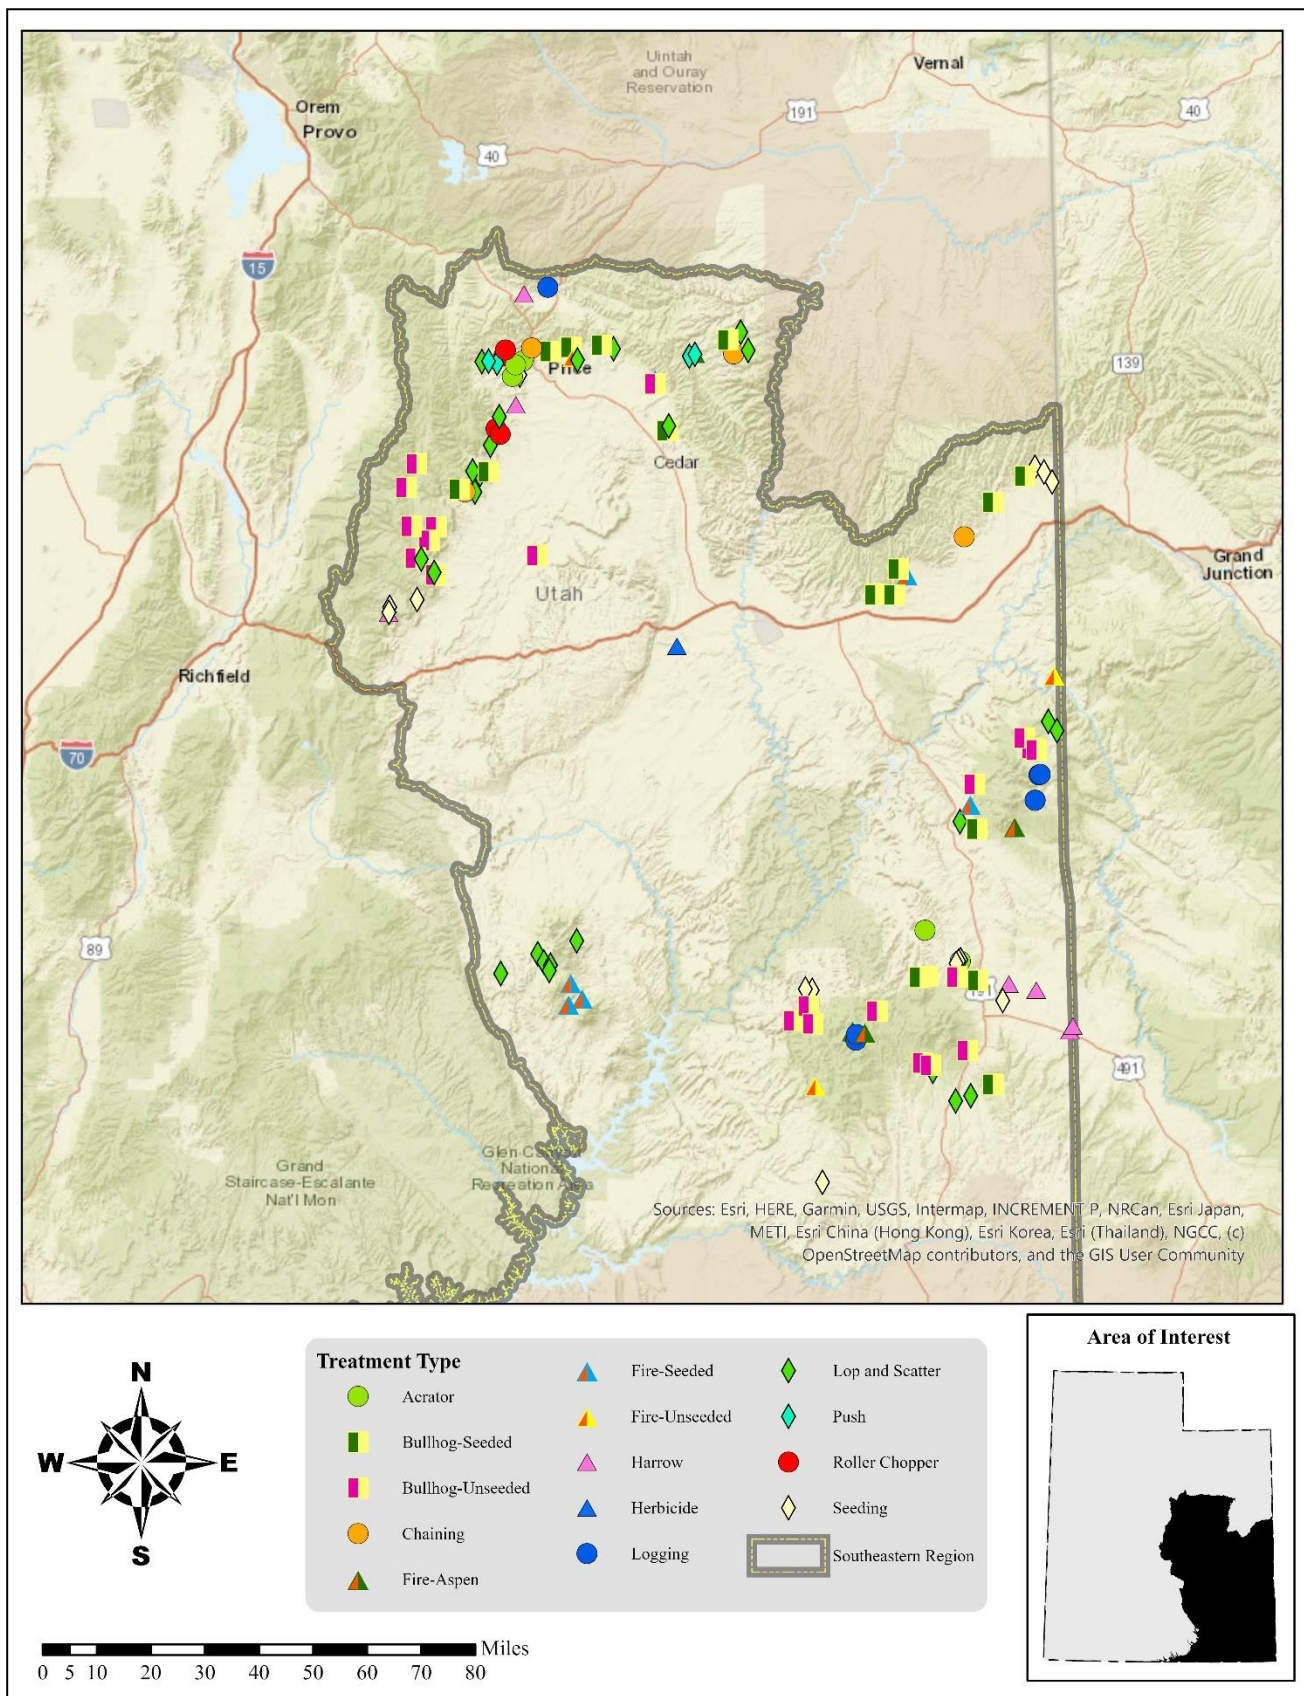 Uintah
and Ouray
Reservation
Vernal
Orem
Provo
191
40
40
15
139
Price
Cedar
Utah
Grand
Junction
Richfield
70
89
191
491
Glen Canyon
National
Recreation Area
Grand
Staircase-Escalante
Nat'l Mon
Sources: Esri, HERE, Garmin, USGS, Intermap, INCREMENT P, NRCan, Esri Japan,
METI, Esri China (Hong Kong), Esri Korea, Esri (Thailand), NGCC, (c)
OpenStreetMap contributors, and the GIS User Community
N
W E
S
Treatment Type
Aerator
Bullhog-Seeded
Bullhog-Unseeded
Chaining
Fire-Aspen
Fire-Seeded
Fire-Unseeded
Harrow
Herbicide
Logging
Lop and Scatter
Push
Roller Chopper
Seeding
Southeastern Region
Area of Interest
Miles
0 5 10 20 30 40 50 60 70 80